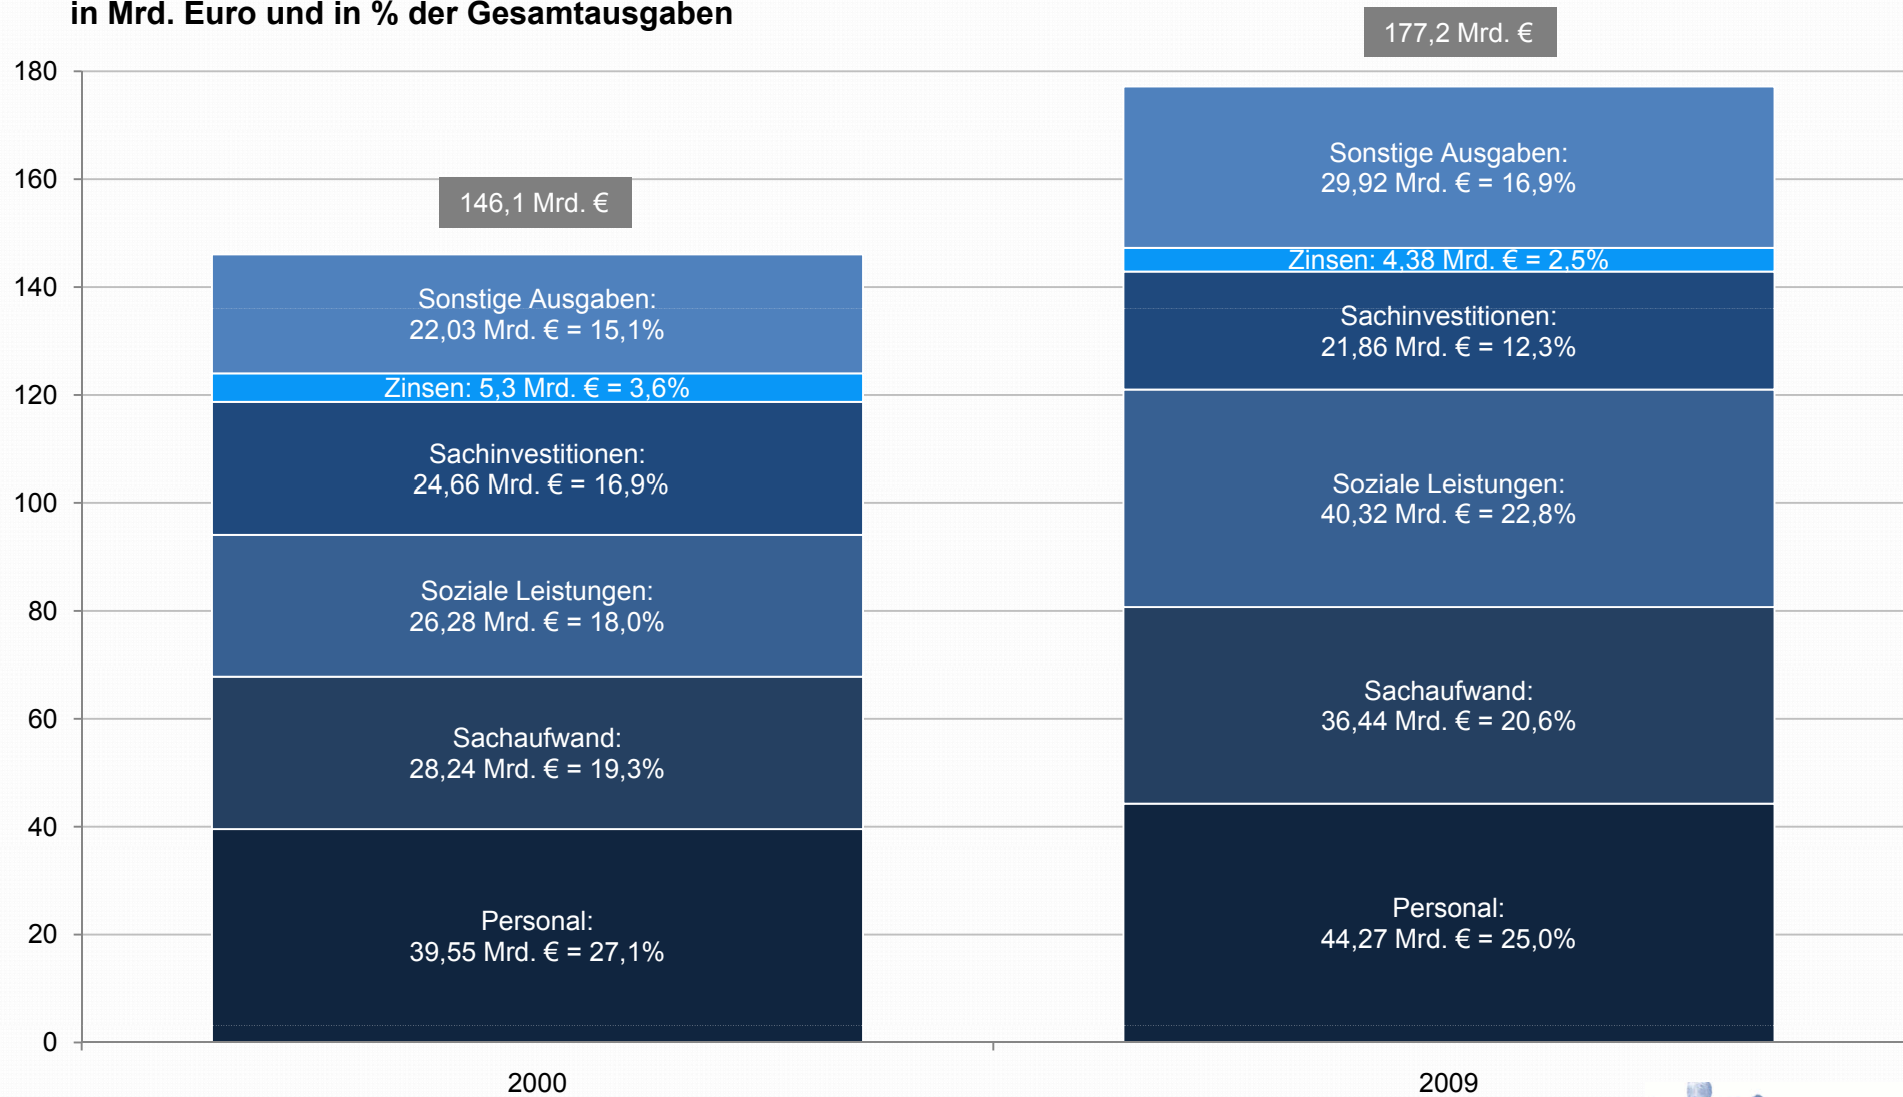 in Mrd. Euro und in % der Gesamtausgaben
177,2 Mrd. €
180
160
140
120
100
80
60
40
20
0
146,1 Mrd. €
Sonstige Ausgaben:
22,03 Mrd. € = 15,1%
Zinsen: 5,3 Mrd. € = 3,6%
Sachinvestitionen:
24,66 Mrd. € = 16,9%
Soziale Leistungen:
26,28 Mrd. € = 18,0%
Sachaufwand:
28,24 Mrd. € = 19,3%
Personal:
39,55 Mrd. € = 27,1%
Sonstige Ausgaben:
29,92 Mrd. € = 16,9%
Zinsen: 4,38 Mrd. € = 2,5%
Sachinvestitionen:
21,86 Mrd. € = 12,3%
Soziale Leistungen:
40,32 Mrd. € = 22,8%
Sachaufwand:
36,44 Mrd. € = 20,6%
Personal:
44,27 Mrd. € = 25,0%
2000
2009